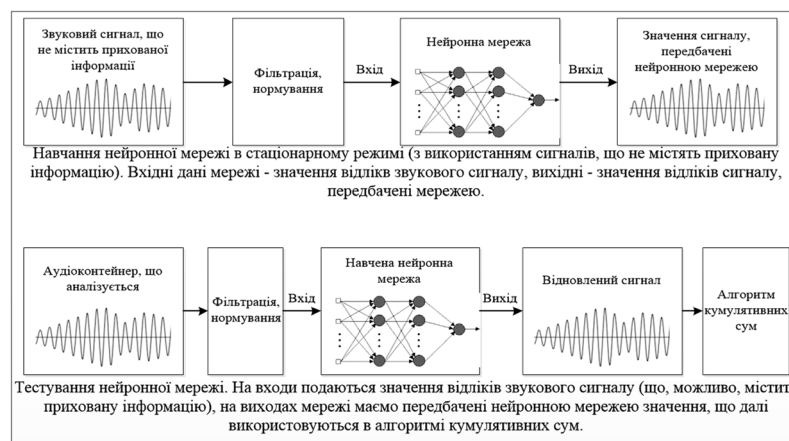 Звуковий сигнал, що
не містить прихованої
інформації
Фільтрація,
нормування
Вхід
Нейронна мережа
Вихід
Значення сигналу,
передбачені
нейронною мережею
Навчання нейронної мережі в стаціонарному режимі (з використанням сигналів, що не містять приховану
інформацію). Вхідні дані мережі - значення відліків звукового сигналу, вихідні - значення відліків сигналу,
передбачені мережею.
Аудіоконтейнер, що
аналізується
Фільтрація,
нормування
Вхід
Навчена нейронна
мережа
Вихід
Відновлений сигнал
Алгоритм
кумулятивних
сум
Тестування нейронної мережі. На входи подаються значення відліків звукового сигналу (що, можливо, містит
приховану інформацію), на виходах мережі маємо передбачені нейронною мережею значення, що далі
використовуються в алгоритмі кумулятивних сум.